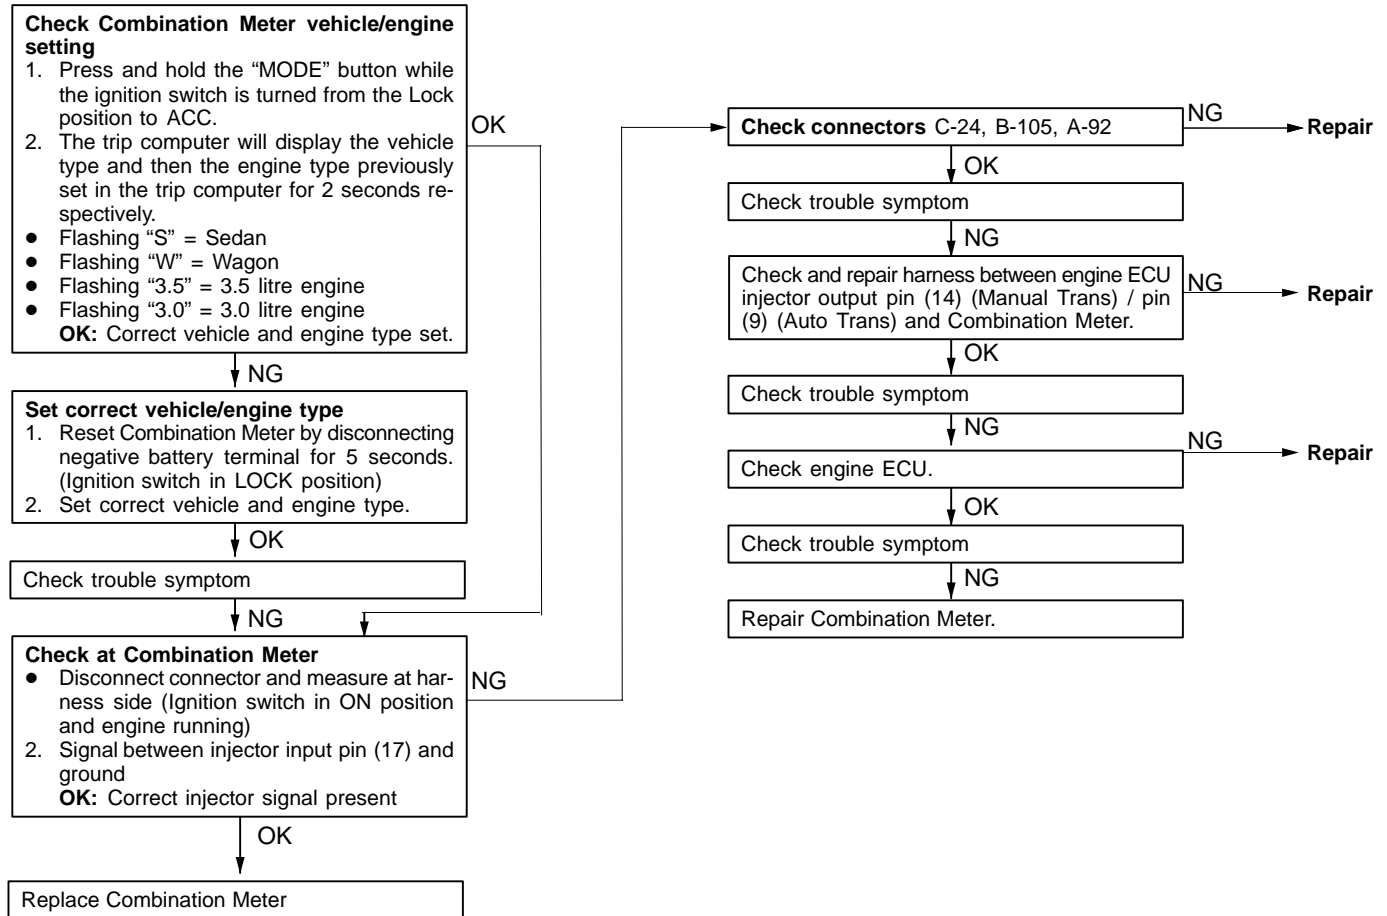 Check Combination Meter vehicle/engine
setting
1. Press and hold the “MODE” button while
the ignition switch is turned from the Lock
position to ACC.
2. The trip computer will display the vehicle
type and then the engine type previously
set in the trip computer for 2 seconds re-
spectively.
● Flashing “S” = Sedan
● Flashing “W” = Wagon
● Flashing “3.5” = 3.5 litre engine
● Flashing “3.0” = 3.0 litre engine
OK: Correct vehicle and engine type set.
OK
NG
Set correct vehicle/engine type
1. Reset Combination Meter by disconnecting
negative battery terminal for 5 seconds.
(Ignition switch in LOCK position)
2. Set correct vehicle and engine type.
OK
Check trouble symptom
NG
Check at Combination Meter
● Disconnect connector and measure at har-
ness side (Ignition switch in ON position
and engine running)
2. Signal between injector input pin (17) and
ground
OK: Correct injector signal present
NG
OK
Replace Combination Meter
Check connectors C-24, B-105, A-92
NG
Repair
OK
Check trouble symptom
NG
Check and repair harness between engine ECU
injector output pin (14) (Manual Trans) / pin
(9) (Auto Trans) and Combination Meter.
NG
Repair
OK
Check trouble symptom
NG
Check engine ECU.
NG
Repair
OK
Check trouble symptom
NG
Repair Combination Meter.